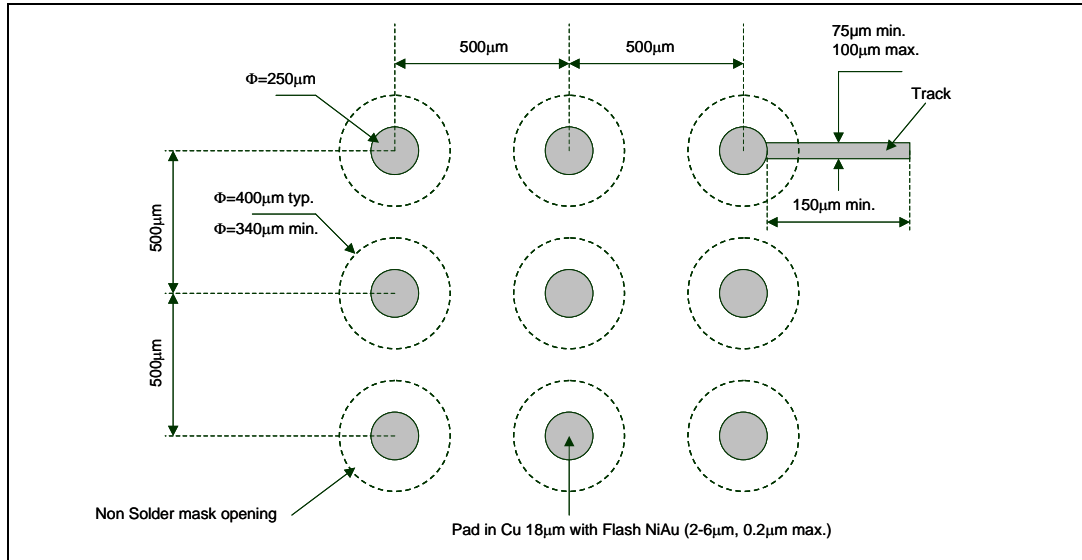 500μm
500μm
75µm min.
100μm max.
Φ=250μm
Track
Φ=400μm typ.
Φ=340μm min.
150μm min.
500μm
500μm
Non Solder mask opening
Pad in Cu 18μm with Flash NiAu (2-6μm, 0.2μm max.)